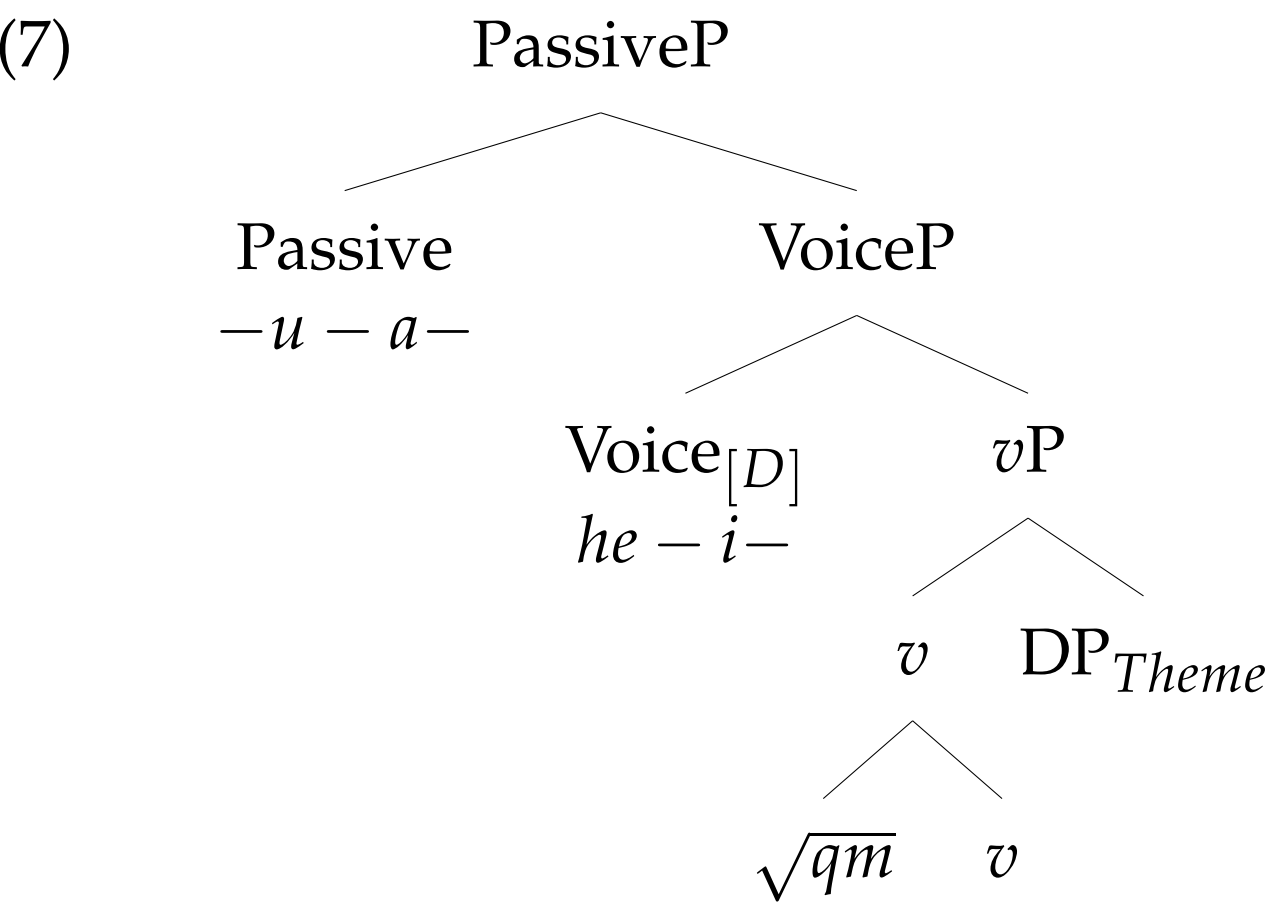 (7) PassiveP
Passive VoiceP
−u − a−
Voice[D] vP
he − i−
v DPTheme
√qm v